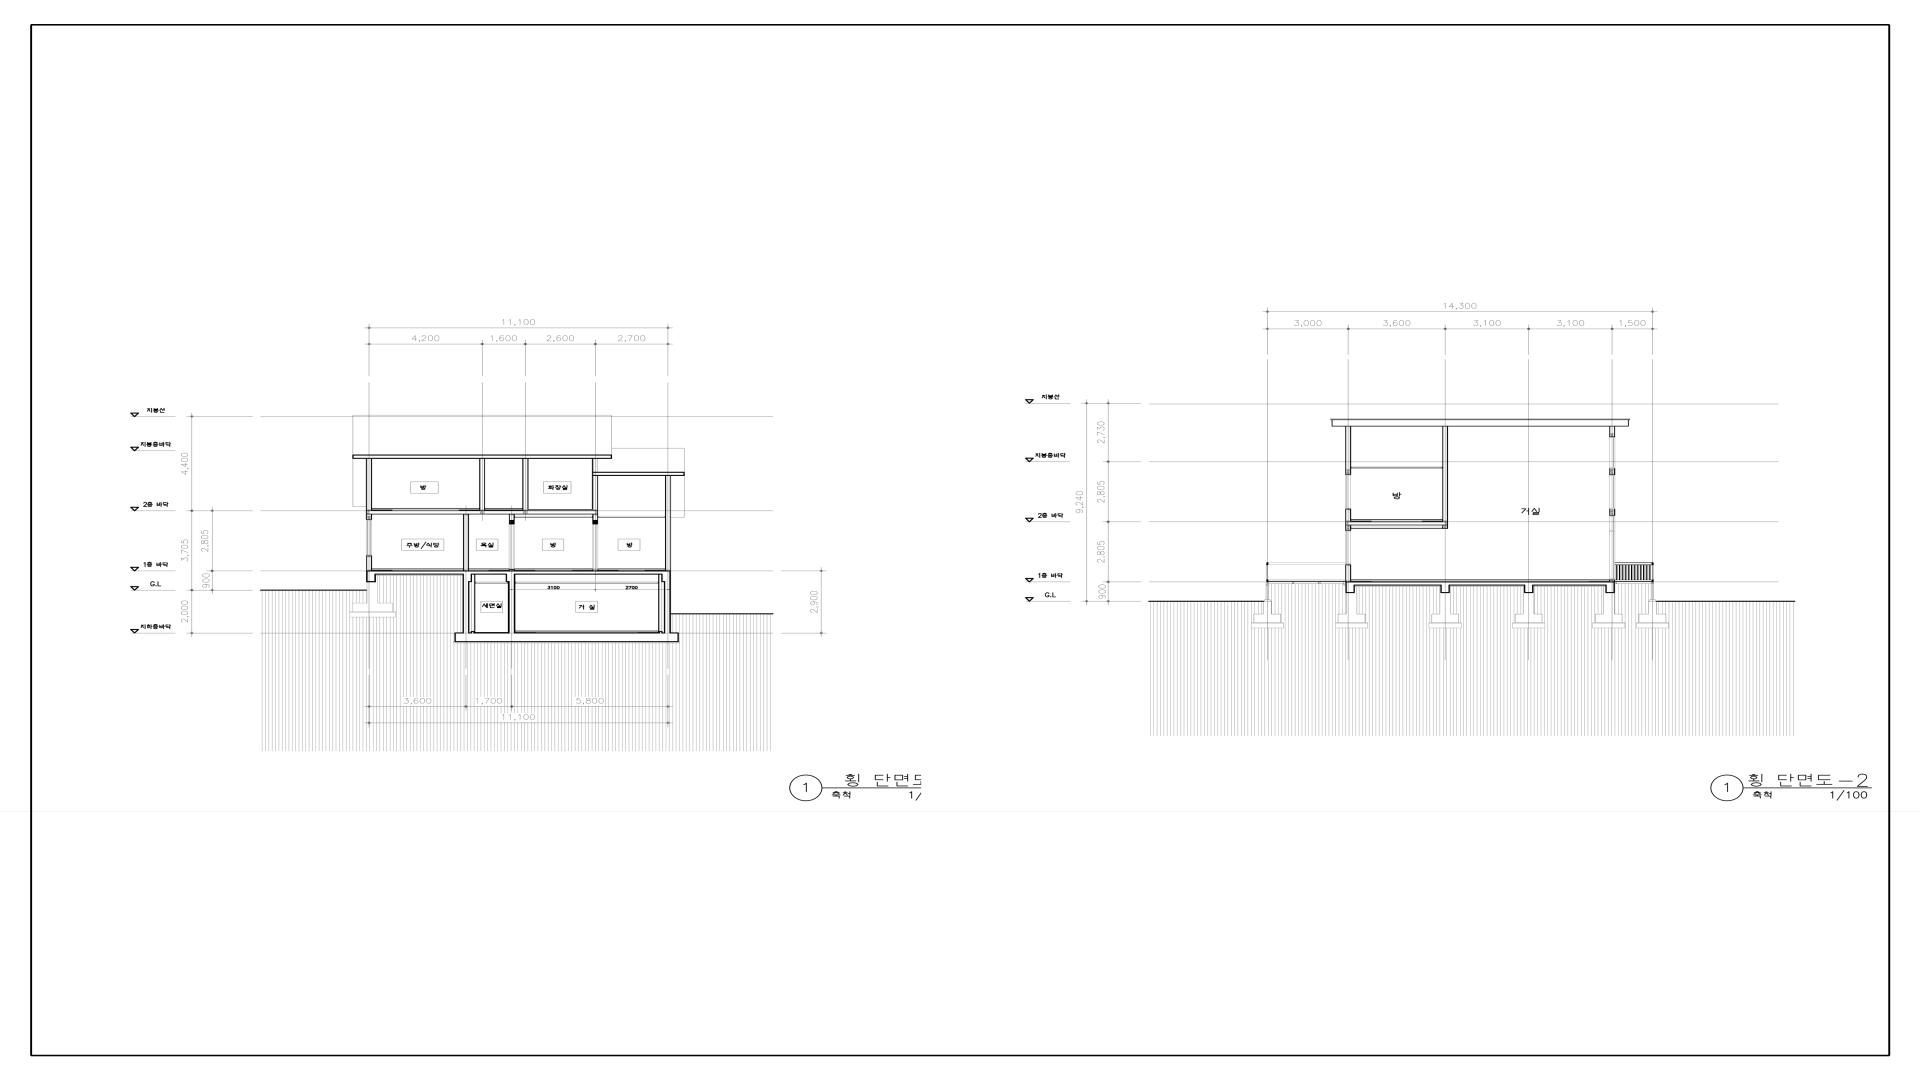 11,100
4,200 1,600 2,600 2,700
지붕선
지붕층바닥
4,400
2층 바닥
방 화장실
2,805
3,705
주방/식당 욕실 방 방
1층 바닥
900
G.L
2,000
3100 2700
세면실 거 실
2,900
지하층바닥
3,600 1,700 5,800
11,100
1 횡 단면도
축척 1/
14,300
3,000 3,600 3,100 3,100 1,500
지붕선
2,730
지붕층바닥
2,805
9,240
방
거실
2층 바닥
2,805
1층 바닥
900
G.L
1 횡 단면도-2
축척 1/100